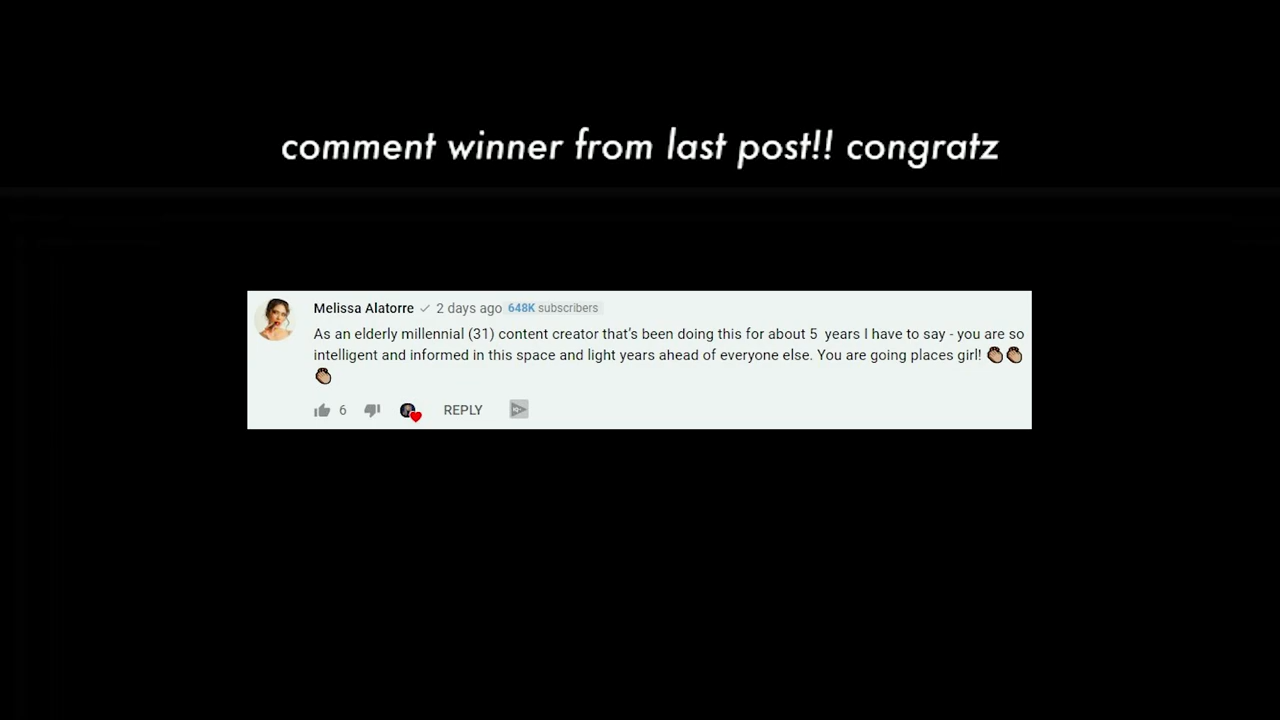 comment winner from last post!! congratz
Melissa Alatorre ✓ 2 days ago 648K subscribers
As an elderly millennial (31) content creator that's been doing this for about 5  years I have to say - you are so
intelligent and informed in this space and light years ahead of everyone else. You are going places girl! 👏🏼👏🏼
👏🏼
6 REPLY